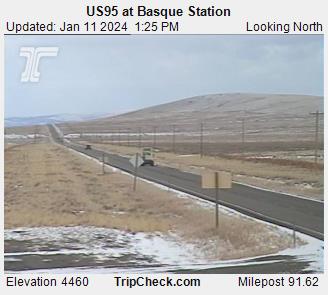 US95 at Basque Station
Updated: Jan 11 2024 1:25 PM Looking North
Elevation 4460 TripCheck.com Milepost 91.62